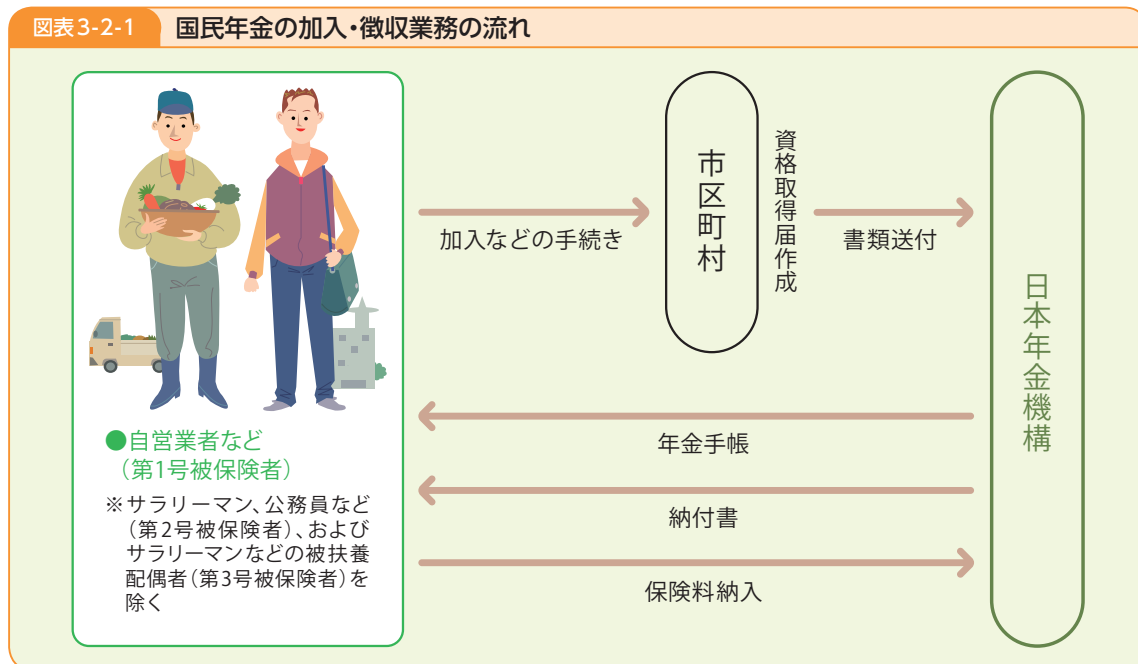 図表3-2-1 国民年金の加入・徴収業務の流れ
加入などの手続き
市区町村
資格取得届作成
書類送付
日本年金機構
年金手帳
納付書
保険料納入
●自営業者など
(第1号被保険者)
※サラリーマン、公務員など
(第2号被保険者)、および
サラリーマンなどの被扶養
配偶者(第3号被保険者)を
除く